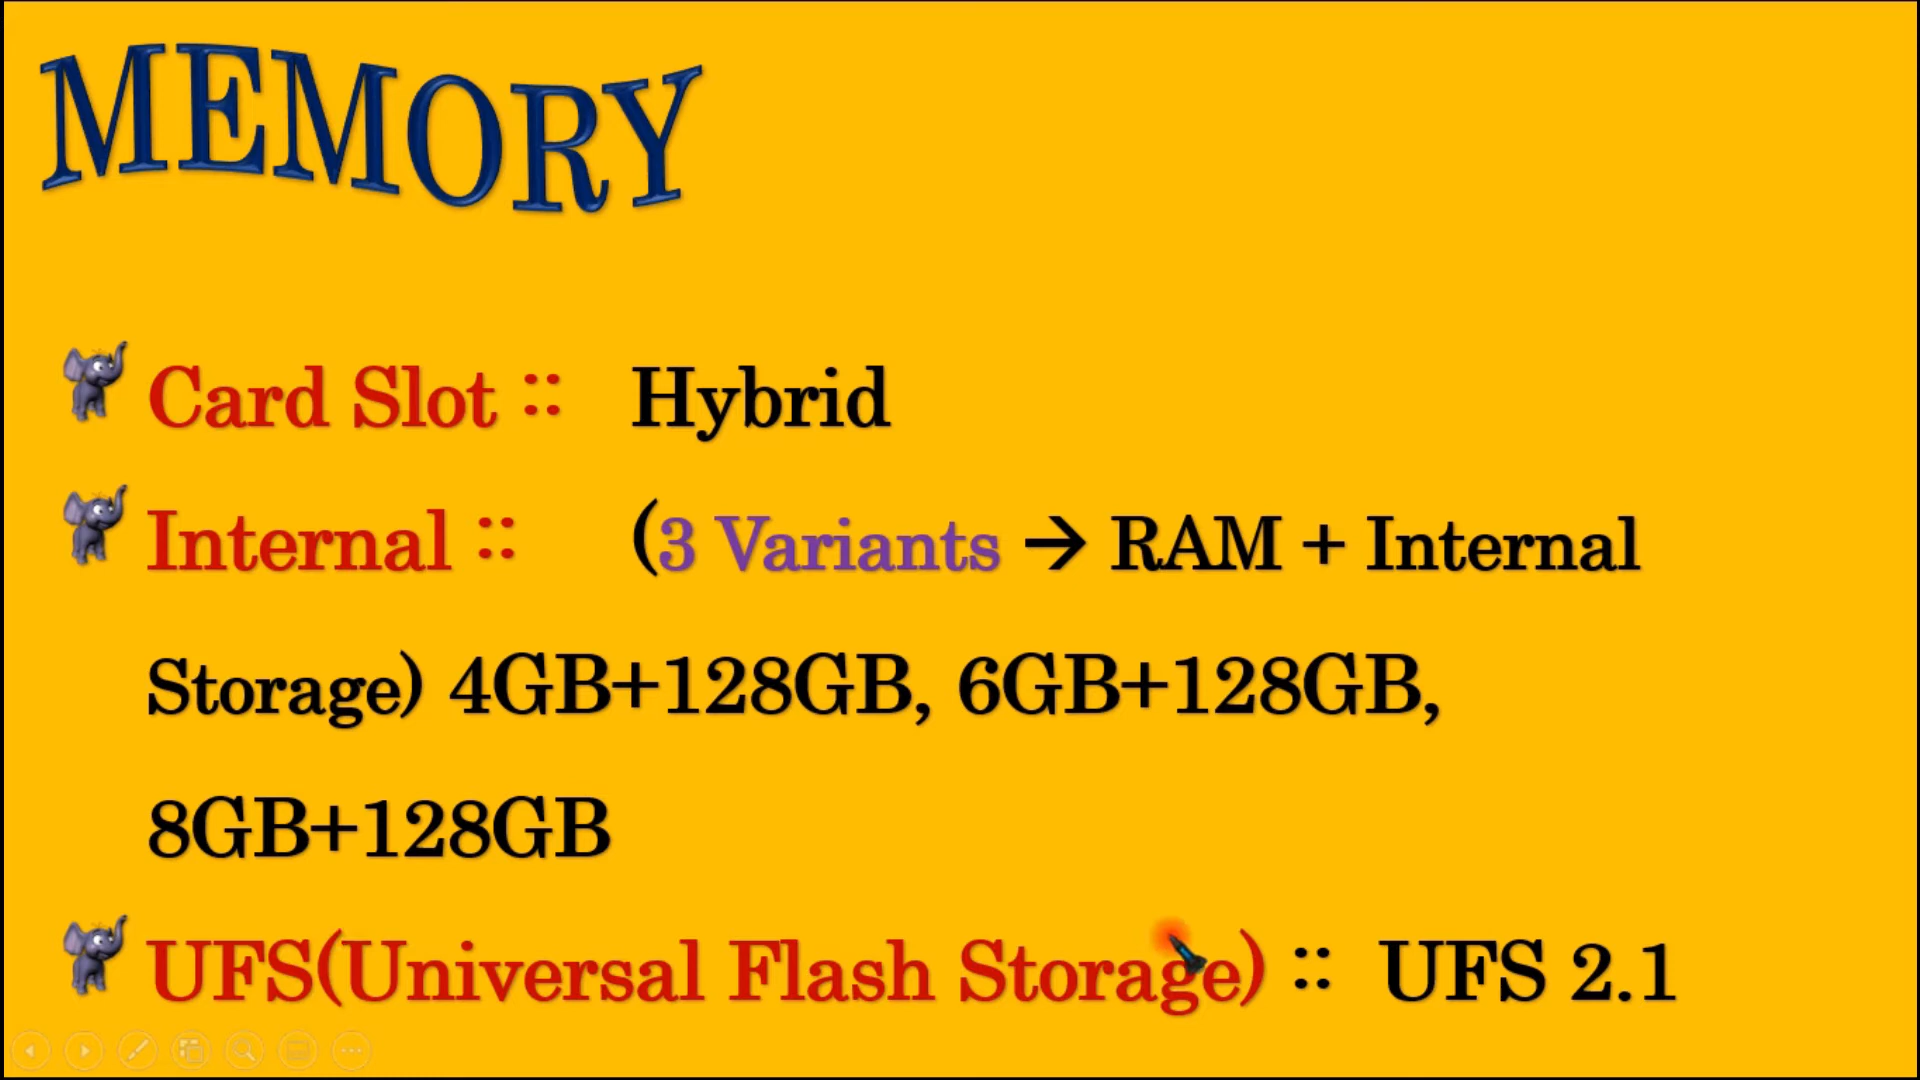 MEMORY
Card Slot :: Hybrid
Internal :: (3 Variants → RAM + Internal
Storage) 4GB+128GB, 6GB+128GB,
8GB+128GB
UFS(Universal Flash Storage) :: UFS 2.1